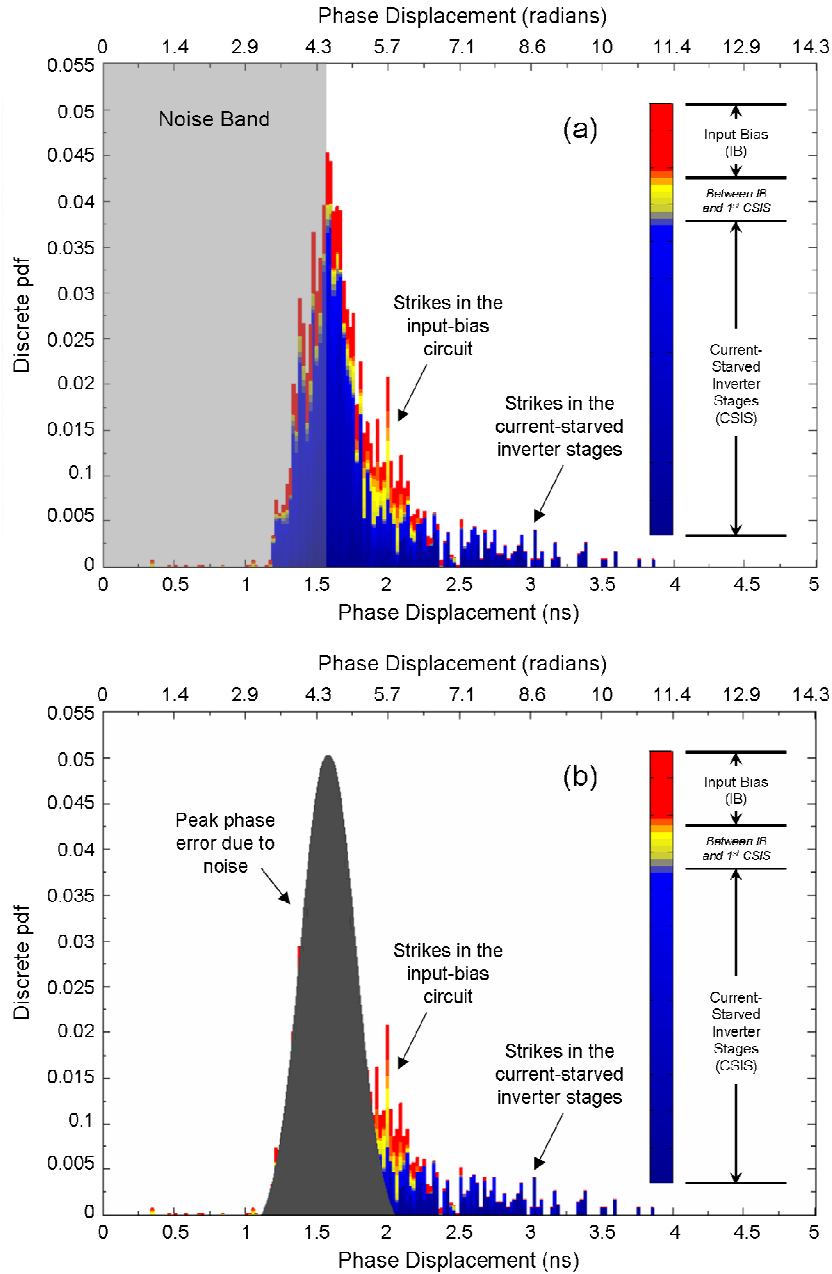 Phase Displacement (radians)
0 1.4 2.9 4.3 5.7 7.1 8.6 10 11.4 12.9 14.3
0.055
0.05
0.045
0.04
0.035
0.03
0.025
0.02
0.015
0.1
0.005
0
Discrete pdf
Noise Band
(a)
Strikes in the
input-bias
circuit
Strikes in the
current-starved
inverter stages
Input Bias
(IB)
Between IB
and 1st CSIS
Current-
Starved
Inverter
Stages
(CSIS)
0 0.5 1 1.5 2 2.5 3 3.5 4 4.5 5
Phase Displacement (ns)
Phase Displacement (radians)
0 1.4 2.9 4.3 5.7 7.1 8.6 10 11.4 12.9 14.3
0.055
0.05
0.045
0.04
0.035
0.03
0.025
0.02
0.015
0.1
0.005
0
Discrete pdf
(b)
Peak phase
error due to
noise
Strikes in the
input-bias
circuit
Strikes in the
current-starved
inverter stages
Input Bias
(IB)
Between IB
and 1st CSIS
Current-
Starved
Inverter
Stages
(CSIS)
0 0.5 1 1.5 2 2.5 3 3.5 4 4.5 5
Phase Displacement (ns)